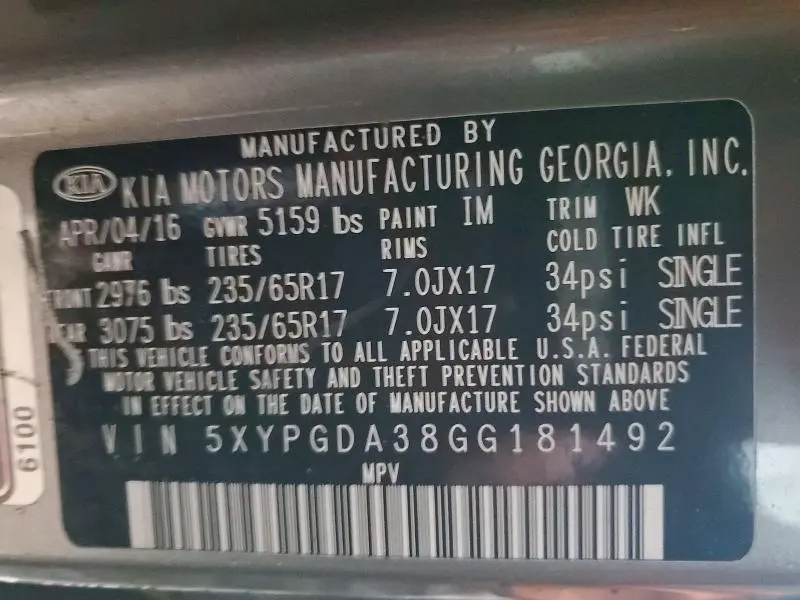 MANUFACTURED BY
KIA KIA MOTORS MANUFACTURING GEORGIA, INC.
APR/04/16 GVWR 5159 lbs PAINT IM TRIM WK
GAWR TIRES RIMS COLD TIRE INFL
FRONT 2976 lbs 235/65R17 7.0JX17 34psi SINGLE
REAR 3075 lbs 235/65R17 7.0JX17 34psi SINGLE
THIS VEHICLE CONFORMS TO ALL APPLICABLE U.S.A. FEDERAL
MOTOR VEHICLE SAFETY AND THEFT PREVENTION STANDARDS
IN EFFECT ON THE DATE OF MANUFACTURE SHOWN ABOVE
VIN 5XYPGDA38GG181492
MPV
6100